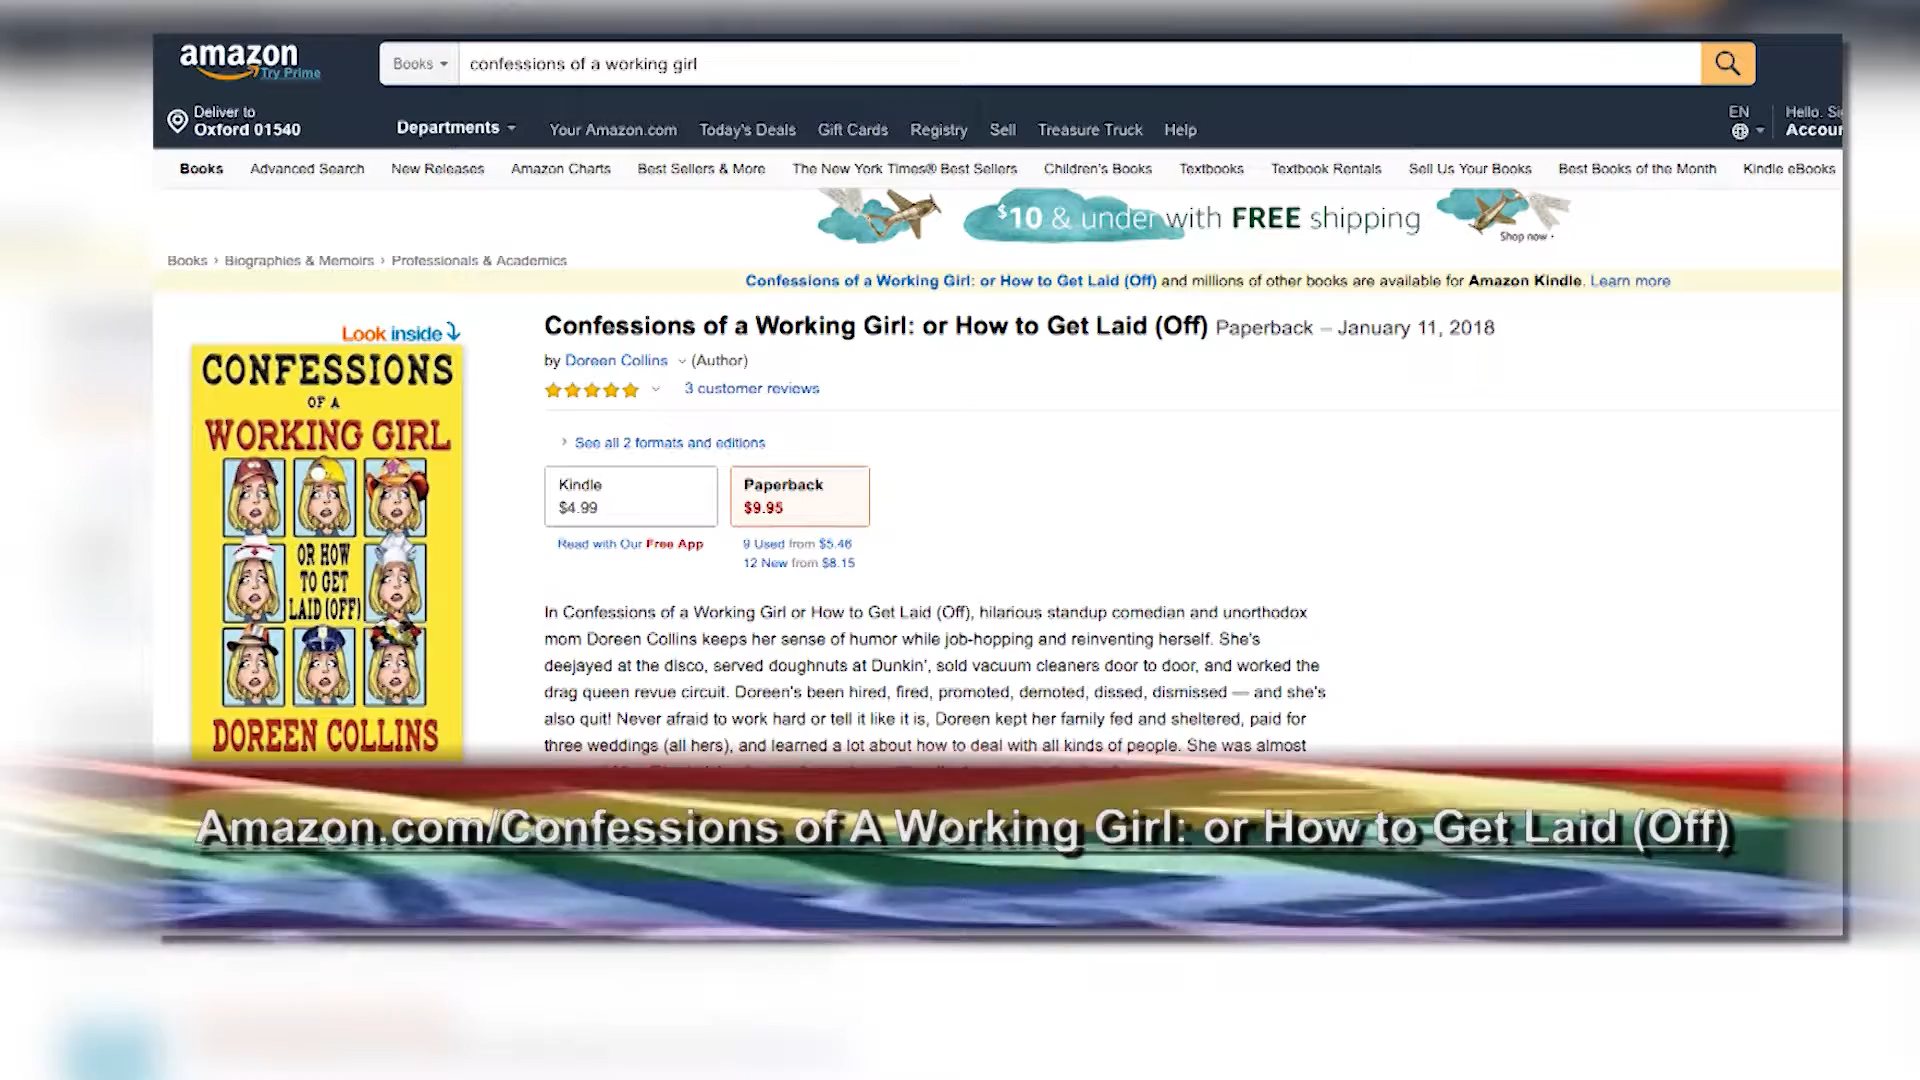 amazon
Try Prime
Books
confessions of a working girl
Deliver to
Oxford 01540
Departments
Your Amazon.com
Today's Deals
Gift Cards
Registry
Sell
Treasure Truck
Help
EN
Hello.
Books
Advanced Search
New Releases
Amazon Charts
Best Sellers & More
The New York Times® Best Sellers
Children's Books
Textbooks
Textbook Rentals
Sell Us Your Books
Best Books of the Month
Kindle eBooks
$10 & under with FREE shipping
Shop now ›
Books › Biographies & Memoirs › Professionals & Academics
Confessions of a Working Girl: or How to Get Laid (Off) and millions of other books are available for Amazon Kindle. Learn more
Look inside
CONFESSIONS
OF A
WORKING GIRL
OR HOW
TO GET
LAID (OFF)
DOREEN COLLINS
Confessions of a Working Girl: or How to Get Laid (Off) Paperback – January 11, 2018
by Doreen Collins (Author)
3 customer reviews
› See all 2 formats and editions
Kindle
$4.99
Paperback
$9.95
Read with Our Free App
9 Used from $5.46
12 New from $8.15
In Confessions of a Working Girl or How to Get Laid (Off), hilarious standup comedian and unorthodox
mom Doreen Collins keeps her sense of humor while job-hopping and reinventing herself. She's
deejayed at the disco, served doughnuts at Dunkin', sold vacuum cleaners door to door, and worked the
drag queen revue circuit. Doreen's been hired, fired, promoted, demoted, dissed, dismissed — and she's
also quit! Never afraid to work hard or tell it like it is, Doreen kept her family fed and sheltered, paid for
three weddings (all hers), and learned a lot about how to deal with all kinds of people. She was almost
Amazon.com/Confessions of A Working Girl: or How to Get Laid (Off)